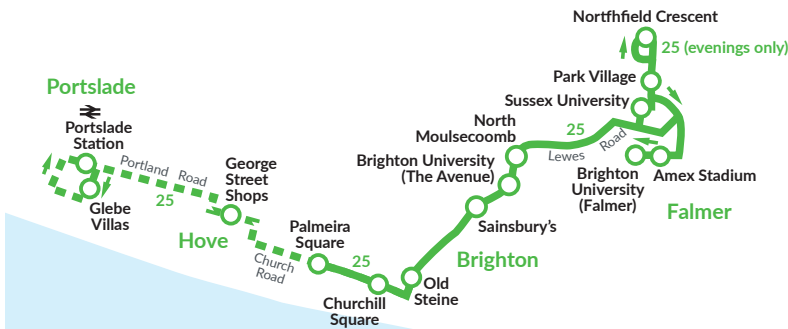 Nortfhfield Crescent
25 (evenings only)
Park Village
Sussex University
North
Moulsecoomb
25
Lewes Road
Brighton University
(The Avenue)
Brighton
University
(Falmer)
Amex Stadium
Falmer
Portslade
Portslade
Station
Portland Road
25
Glebe
Villas
George
Street
Shops
Hove
Church
Road
Palmeira
Square
25
Churchill
Square
Old
Steine
Sainsbury's
Brighton